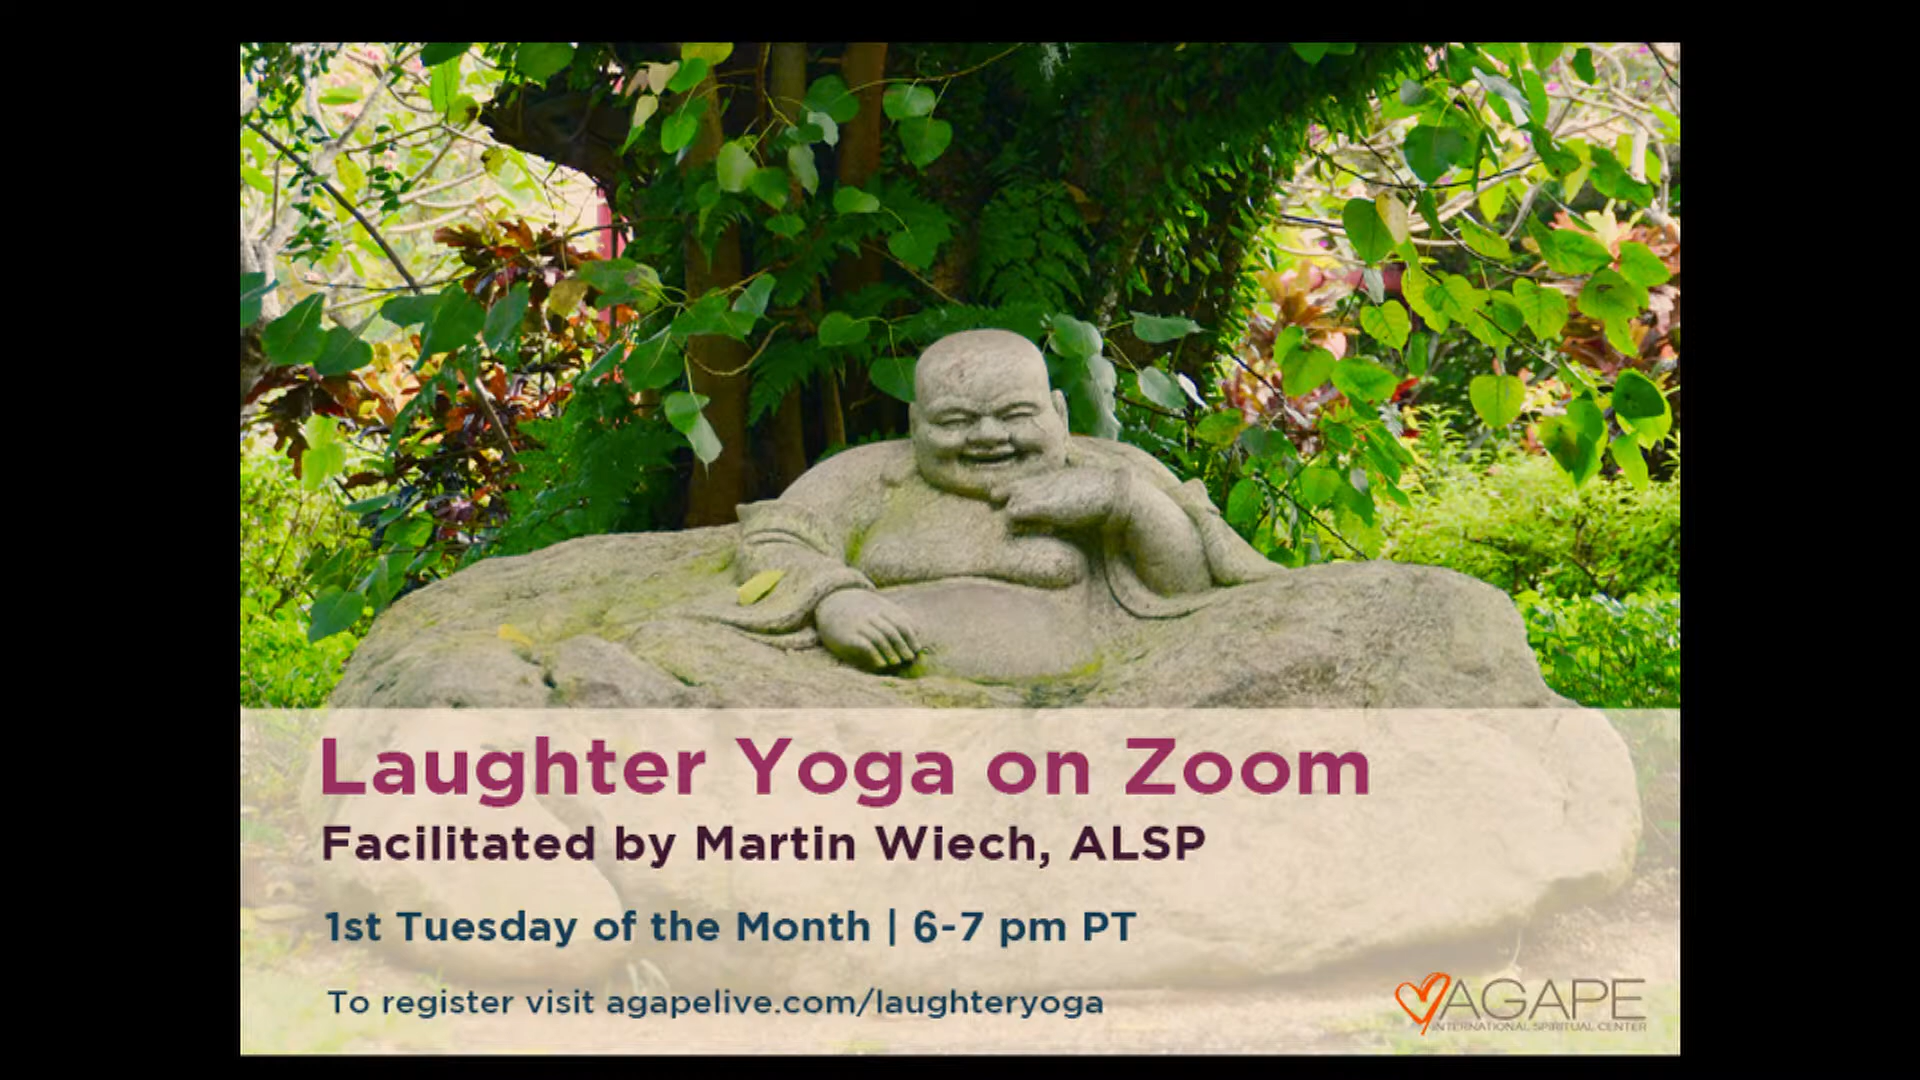 Laughter Yoga on Zoom
Facilitated by Martin Wiech, ALSP
1st Tuesday of the Month | 6-7 pm PT
To register visit agapelive.com/laughteryoga
AGAPE
INTERNATIONAL SPIRITUAL CENTER